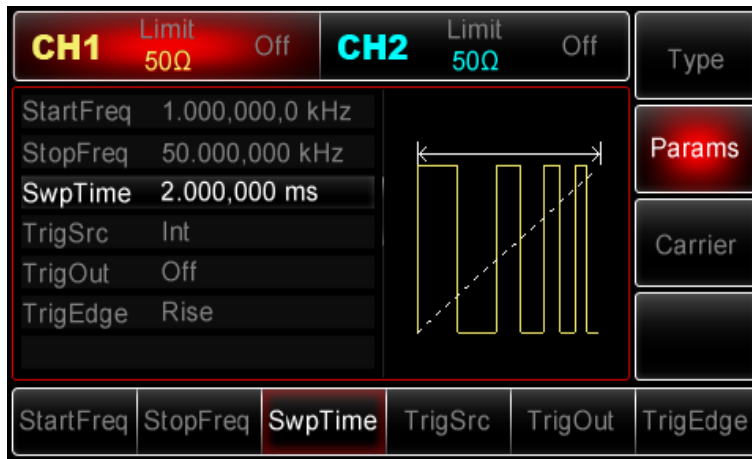 CH1 Limit 50Ω Off CH2 Limit 50Ω Off
Type
StartFreq 1.000,000,0 kHz
StopFreq 50.000,000 kHz
Params
SwpTime 2.000,000 ms
TrigSrc Int
Carrier
TrigOut Off
TrigEdge Rise
StartFreq StopFreq SwpTime TrigSrc TrigOut TrigEdge